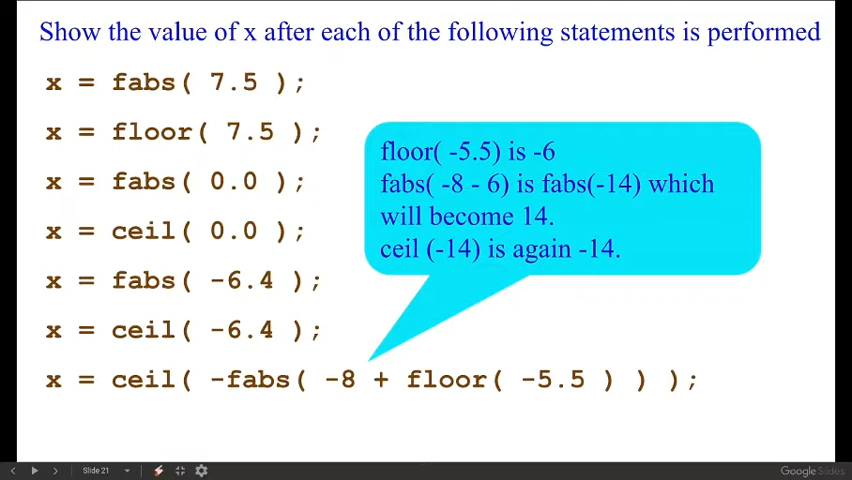 Show the value of x after each of the following statements is performed
x = fabs( 7.5 );
x = floor( 7.5 );
x = fabs( 0.0 );
x = ceil( 0.0 );
x = fabs( -6.4 );
x = ceil( -6.4 );
x = ceil( -fabs( -8 + floor( -5.5 ) ) );
floor( -5.5) is -6
fabs( -8 - 6) is fabs(-14) which
will become 14.
ceil (-14) is again -14.
Slide 21
Google Slides